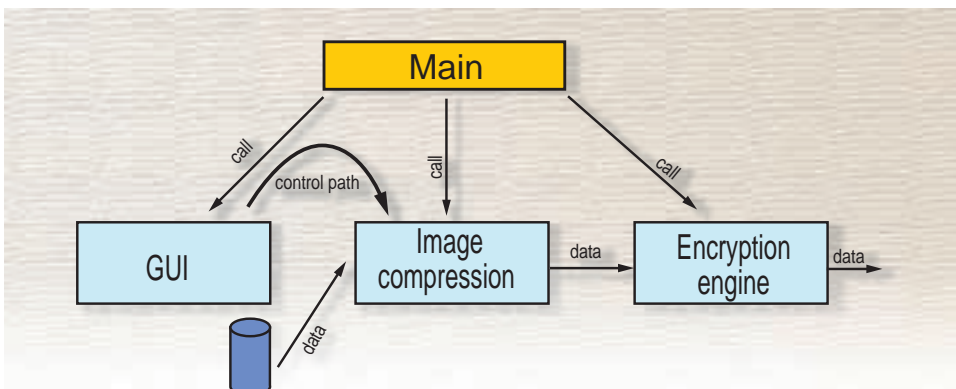 Main
call
call
call
control path
GUI
Image
compression
data
Encryption
engine
data
data